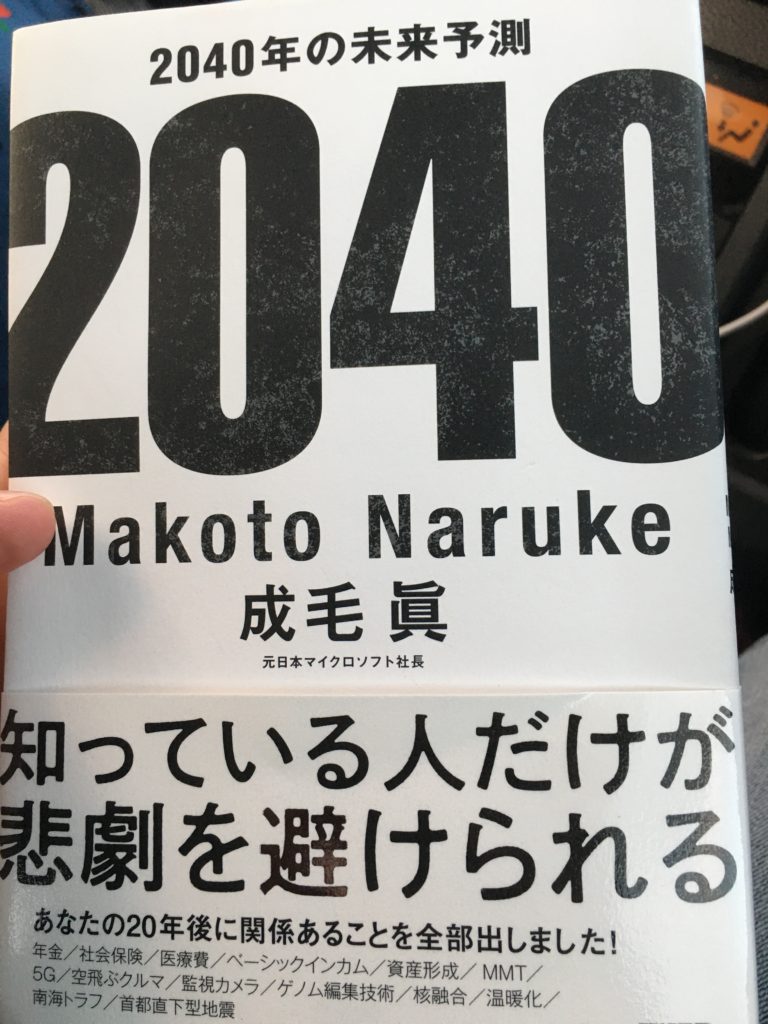 2040年の未来予測
2040
Makoto Naruke
成毛 眞
元日本マイクロソフト社長
知っている人だけが
悲劇を避けられる
あなたの20年後に関係あることを全部出しました!
年金/社会保険/医療費/ベーシックインカム/資産形成/MMT/
5G/空飛ぶクルマ/監視カメラ/ゲノム編集技術/核融合/温暖化/
南海トラフ/首都直下型地震